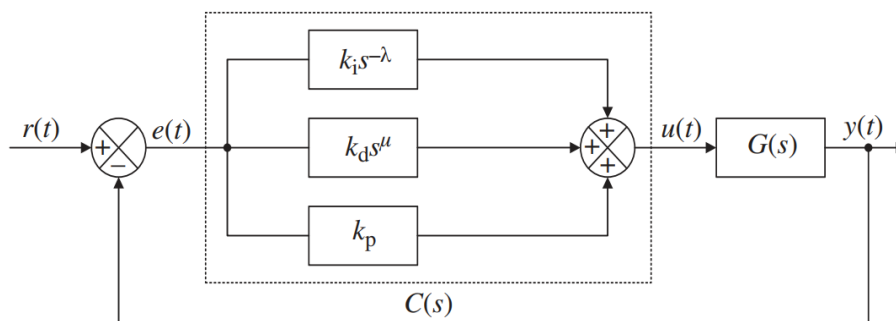 k_i s^{−λ}
r(t)
+
−
e(t)
k_d s^μ
+
+
+
u(t)
G(s)
y(t)
k_p
C(s)